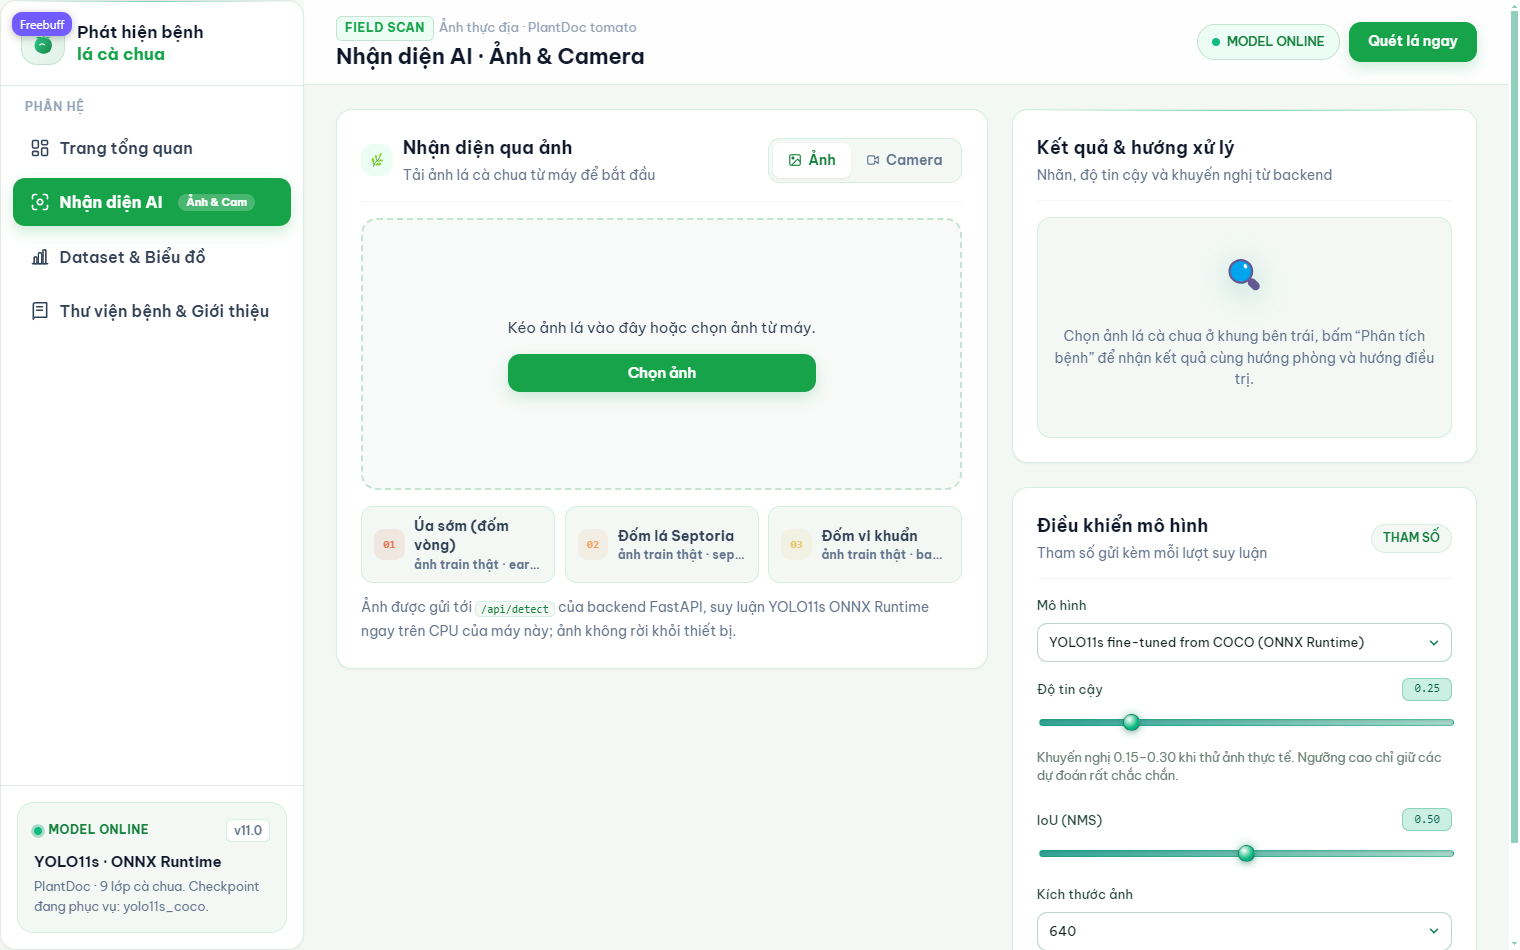 Freebuff
Phát hiện bệnh
lá cà chua
PHÂN HỆ
Trang tổng quan
Nhận diện AI Ảnh & Cam
Dataset & Biểu đồ
Thư viện bệnh & Giới thiệu
MODEL ONLINE v11.0
YOLO11s · ONNX Runtime
PlantDoc · 9 lớp cà chua. Checkpoint
đang phục vụ: yolo11s_coco.
FIELD SCAN Ảnh thực địa · PlantDoc tomato
Nhận diện AI · Ảnh & Camera
MODEL ONLINE
Quét lá ngay
Nhận diện qua ảnh
Tải ảnh lá cà chua từ máy để bắt đầu
Ảnh Camera
Kéo ảnh lá vào đây hoặc chọn ảnh từ máy.
Chọn ảnh
01
Úa sớm (đốm
vòng)
ảnh train thật · ear...
02
Đốm lá Septoria
ảnh train thật · sep...
03
Đốm vi khuẩn
ảnh train thật · ba...
Ảnh được gửi tới /api/detect của backend FastAPI, suy luận YOLO11s ONNX Runtime
ngay trên CPU của máy này; ảnh không rời khỏi thiết bị.
Kết quả & hướng xử lý
Nhãn, độ tin cậy và khuyến nghị từ backend
Chọn ảnh lá cà chua ở khung bên trái, bấm “Phân tích
bệnh” để nhận kết quả cùng hướng phòng và hướng điều
trị.
Điều khiển mô hình
Tham số gửi kèm mỗi lượt suy luận
THAM SỐ
Mô hình
YOLO11s fine-tuned from COCO (ONNX Runtime)
Độ tin cậy 0.25
Khuyến nghị 0.15–0.30 khi thử ảnh thực tế. Ngưỡng cao chỉ giữ các
dự đoán rất chắc chắn.
IoU (NMS) 0.50
Kích thước ảnh
640